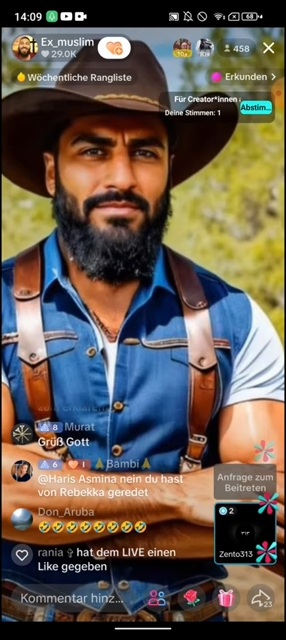 14:09
68
Ex_muslim
29.0K
458
Wöchentliche Rangliste
Erkunden >
Für Creator*innen
Abstim...
Deine Stimmen: 1
8 Murat
Grüß Gott
6 1 Bambi
@Haris Asmina nein du hast
von Rebekka geredet
Don_Aruba
rania hat dem LIVE einen
Like gegeben
Anfrage zum
Beitreten
2
Zento313
Kommentar hinz...
23